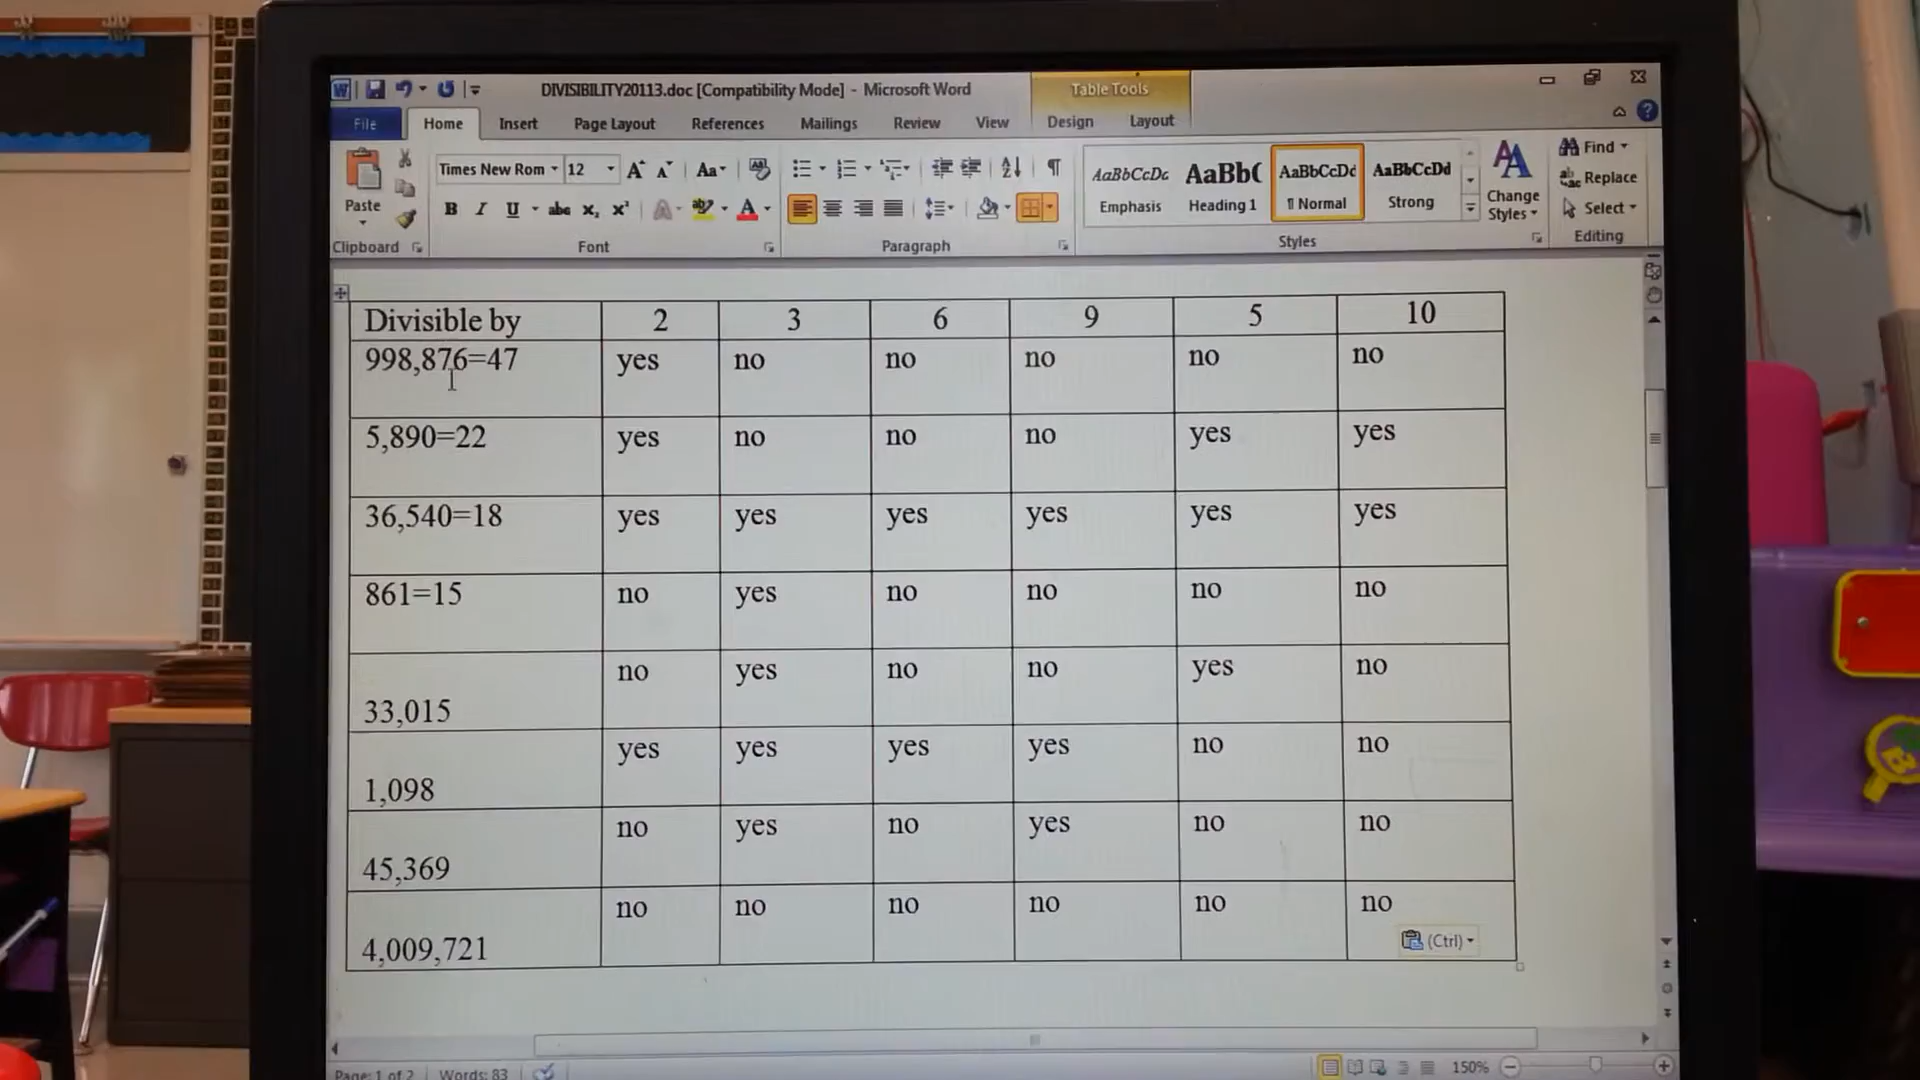 DIVISIBILITY20113.doc [Compatibility Mode] - Microsoft Word
Table Tools
File Home Insert Page Layout References Mailings Review View Design Layout
Paste
Times New Rom 12
AaBbCcDc AaBb( AaBbCcDd AaBbCcDd
Emphasis Heading 1 ¶ Normal Strong
Change Styles
Find
Replace
Select
Clipboard Font Paragraph Styles Editing
Divisible by 2 3 6 9 5 10
998,876=47 yes no no no no no
5,890=22 yes no no no yes yes
36,540=18 yes yes yes yes yes yes
861=15 no yes no no no no
33,015 no yes no no yes no
1,098 yes yes yes yes no no
45,369 no yes no yes no no
4,009,721 no no no no no no
(Ctrl)
Page: 1 of 2 Words: 83 150%